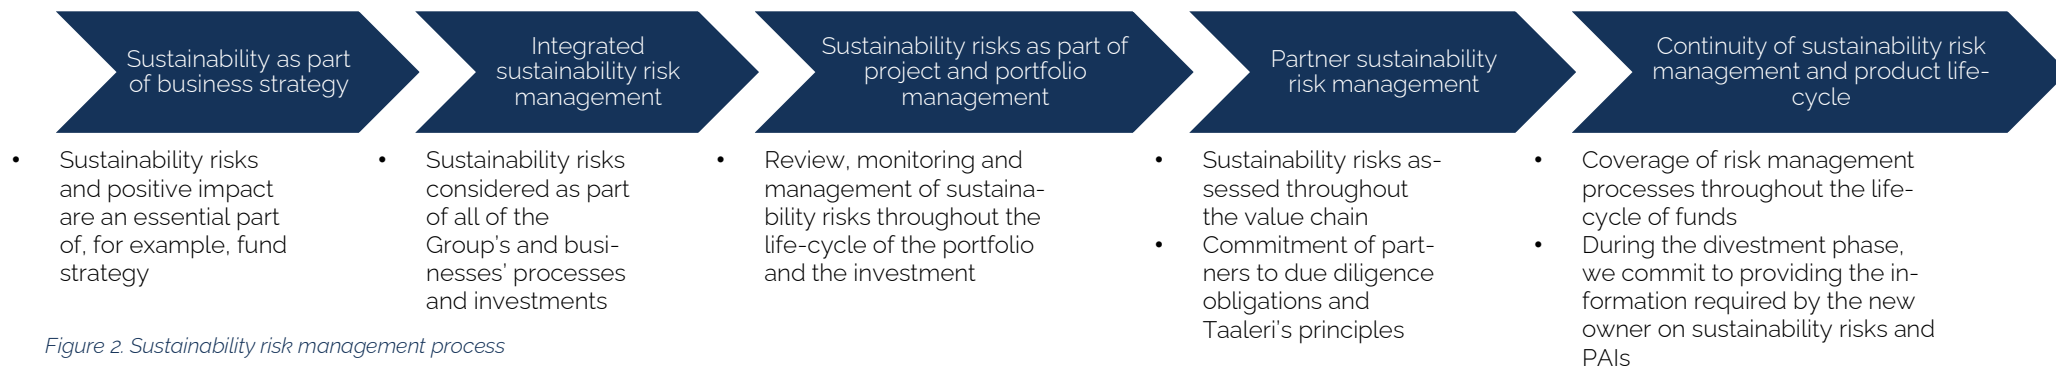 Sustainability as part
of business strategy
Integrated
sustainability risk
management
Sustainability risks as part of
project and portfolio
management
Partner sustainability
risk management
Continuity of sustainability risk
management and product life-
cycle
• Sustainability risks
and positive impact
are an essential part
of, for example, fund
strategy
• Sustainability risks
considered as part
of all of the
Group's and busi-
nesses' processes
and investments
• Review, monitoring and
management of sustaina-
bility risks throughout the
life-cycle of the portfolio
and the investment
• Sustainability risks as-
sessed throughout
the value chain
• Commitment of part-
ners to due diligence
obligations and
Taaleri's principles
• Coverage of risk management
processes throughout the life-
cycle of funds
• During the divestment phase,
we commit to providing the in-
formation required by the new
owner on sustainability risks and
PAIs
Figure 2. Sustainability risk management process